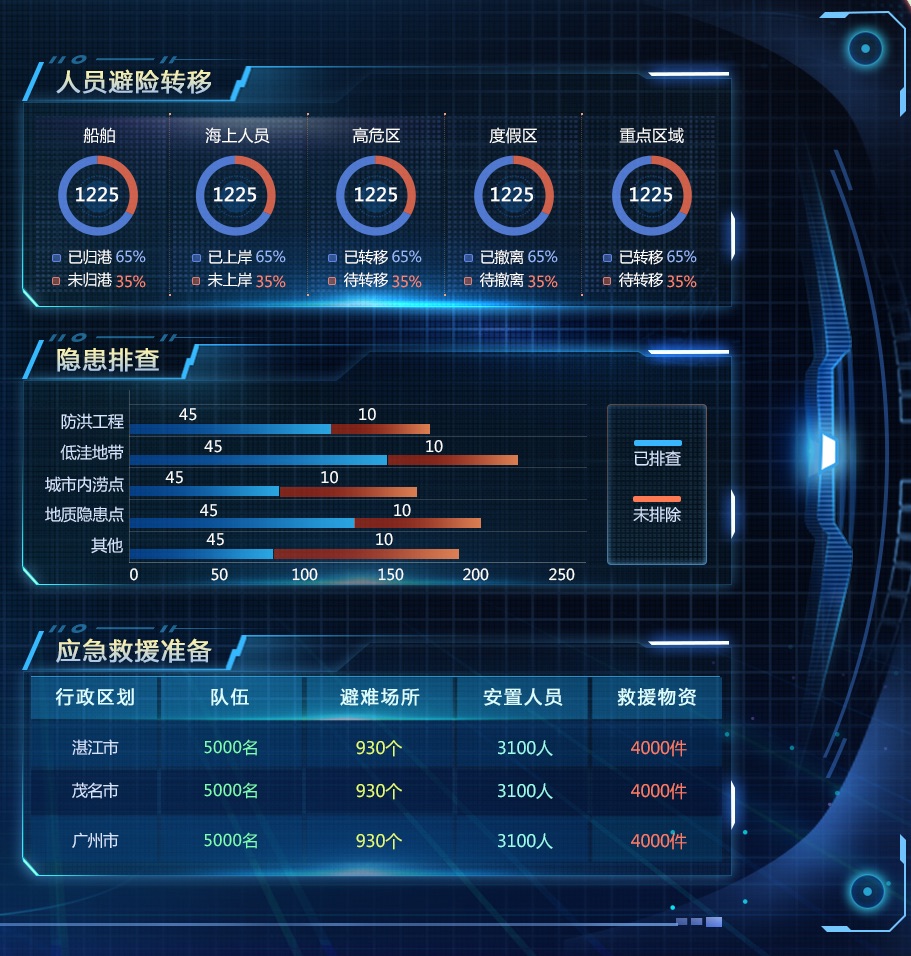 人员避险转移
船舶 海上人员 高危区 度假区 重点区域
1225 1225 1225 1225 1225
已归港 65% 已上岸 65% 已转移 65% 已撤离 65% 已转移 65%
未归港 35% 未上岸 35% 待转移 35% 待撤离 35% 待转移 35%
隐患排查
45 10
防洪工程
45 10
低洼地带
45 10
城市内涝点
45 10
地质隐患点
45 10
其他
0 50 100 150 200 250
已排查
未排除
应急救援准备
行政区划 队伍 避难场所 安置人员 救援物资
湛江市 5000名 930个 3100人 4000件
茂名市 5000名 930个 3100人 4000件
广州市 5000名 930个 3100人 4000件